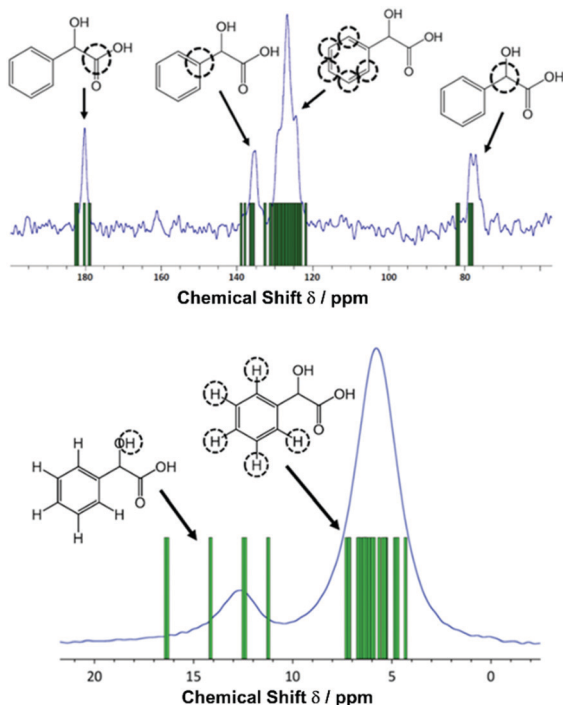 OH
OH
O
OH
OH
O
OH
OH
O
OH
OH
O
180
160
140
120
100
80
Chemical Shift δ / ppm
H
OH
H
H
OH
O
H
H
H
OH
H
H
OH
O
H
H
20
15
10
5
0
Chemical Shift δ / ppm